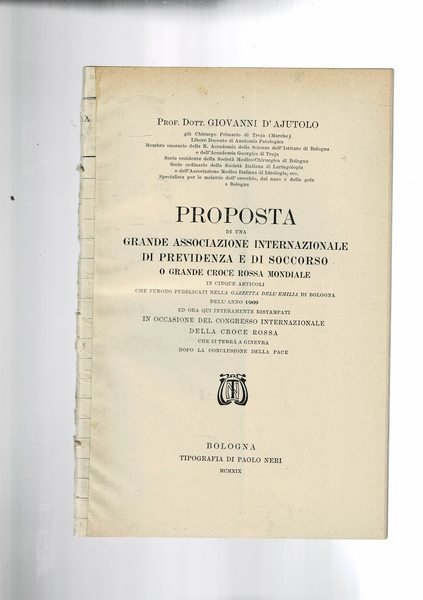 PROF. DOTT. GIOVANNI D'AJUTOLO
già Chirurgo Primario di Treja (Marche)
Libero Docente di Anatomia Patologica
Membro onorario della R. Accademia delle Scienze dell'Istituto di Bologna
e dell'Accademia Georgica di Treja
Socio residente della Società Medico-Chirurgica di Bologna
Socio ordinario della Società Italiana di Laringologia
e dell'Associazione Medica Italiana di Idrologia, ecc.
Specialista per le malattie dell'orecchio, del naso e della gola
a Bologna
PROPOSTA
DI UNA
GRANDE ASSOCIAZIONE INTERNAZIONALE
DI PREVIDENZA E DI SOCCORSO
O GRANDE CROCE ROSSA MONDIALE
IN CINQUE ARTICOLI
CHE FURONO PUBBLICATI NELLA GAZZETTA DELL'EMILIA DI BOLOGNA
DELL'ANNO 1909
ED ORA QUI INTERAMENTE RISTAMPATI
IN OCCASIONE DEL CONGRESSO INTERNAZIONALE
DELLA CROCE ROSSA
CHE SI TERRÀ A GINEVRA
DOPO LA CONCLUSIONE DELLA PACE
BOLOGNA
TIPOGRAFIA DI PAOLO NERI
MCMXIX